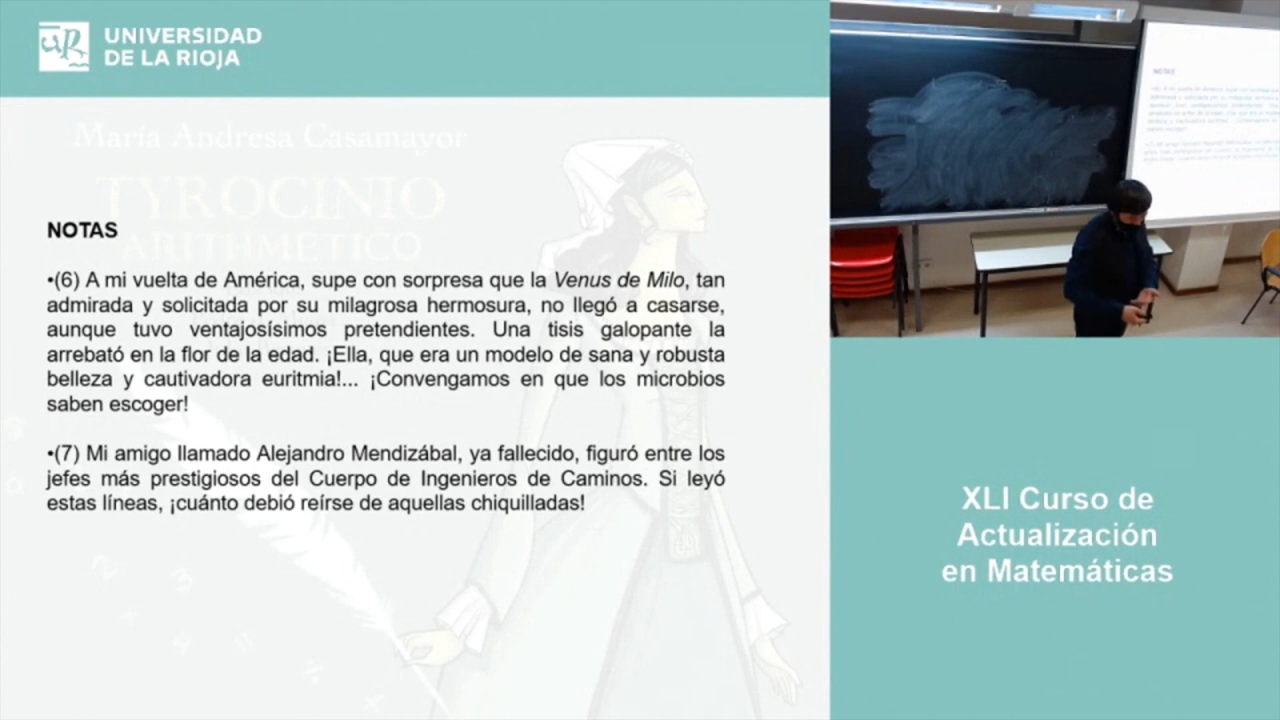 UNIVERSIDAD
DE LA RIOJA
María Andresa Casamayor
TYROCINIO
ARITHMETICO
NOTAS
•(6) A mi vuelta de América, supe con sorpresa que la Venus de Milo, tan
admirada y solicitada por su milagrosa hermosura, no llegó a casarse,
aunque tuvo ventajosísimos pretendientes. Una tisis galopante la
arrebató en la flor de la edad. ¡Ella, que era un modelo de sana y robusta
belleza y cautivadora euritmia!... ¡Convengamos en que los microbios
saben escoger!
•(7) Mi amigo llamado Alejandro Mendizábal, ya fallecido, figuró entre los
jefes más prestigiosos del Cuerpo de Ingenieros de Caminos. Si leyó
estas líneas, ¡cuánto debió reírse de aquellas chiquilladas!
NOTAS
XLI Curso de
Actualización
en Matemáticas